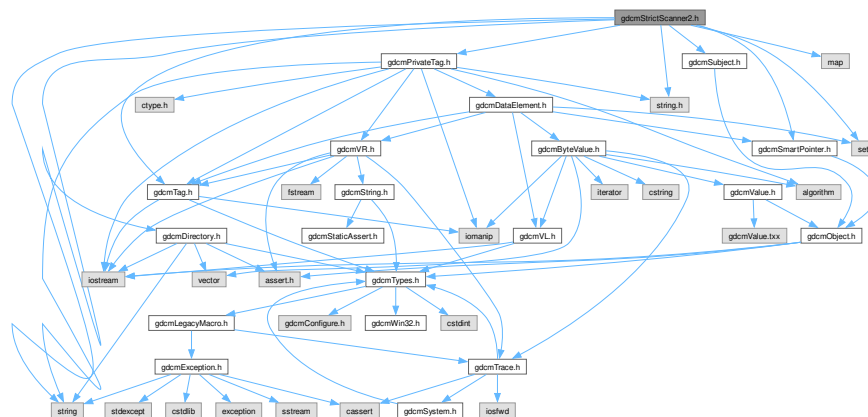 gdcmStrictScanner2.h
gdcmPrivateTag.h
gdcmSubject.h
map
ctype.h
gdcmDataElement.h
string.h
gdcmVR.h
gdcmByteValue.h
gdcmSmartPointer.h
set
gdcmTag.h
fstream
gdcmString.h
iterator
cstring
gdcmValue.h
algorithm
gdcmDirectory.h
gdcmStaticAssert.h
iomanip
gdcmVL.h
gdcmValue.txx
gdcmObject.h
iostream
vector
assert.h
gdcmTypes.h
gdcmLegacyMacro.h
gdcmConfigure.h
gdcmWin32.h
cstdint
gdcmException.h
gdcmTrace.h
string
stdexcept
cstdlib
exception
sstream
cassert
gdcmSystem.h
iosfwd